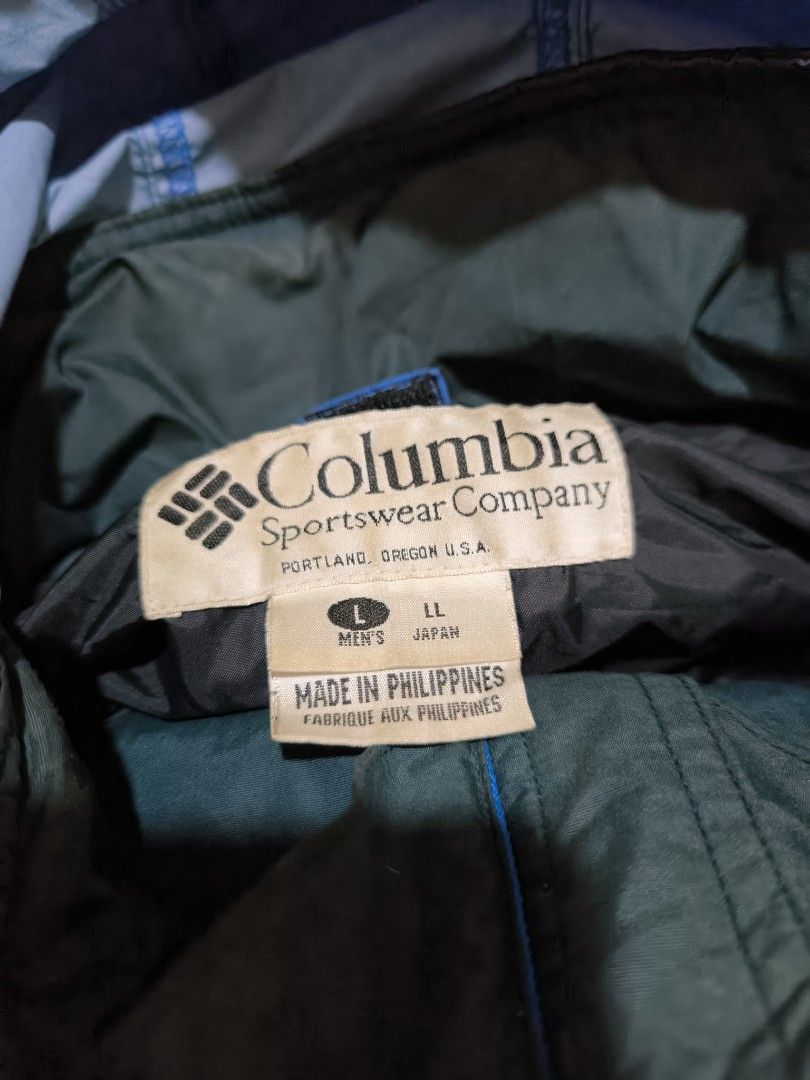 Columbia
Sportswear Company
PORTLAND, OREGON U.S.A.
L LL
MEN'S JAPAN
MADE IN PHILIPPINES
FABRIQUE AUX PHILIPPINES